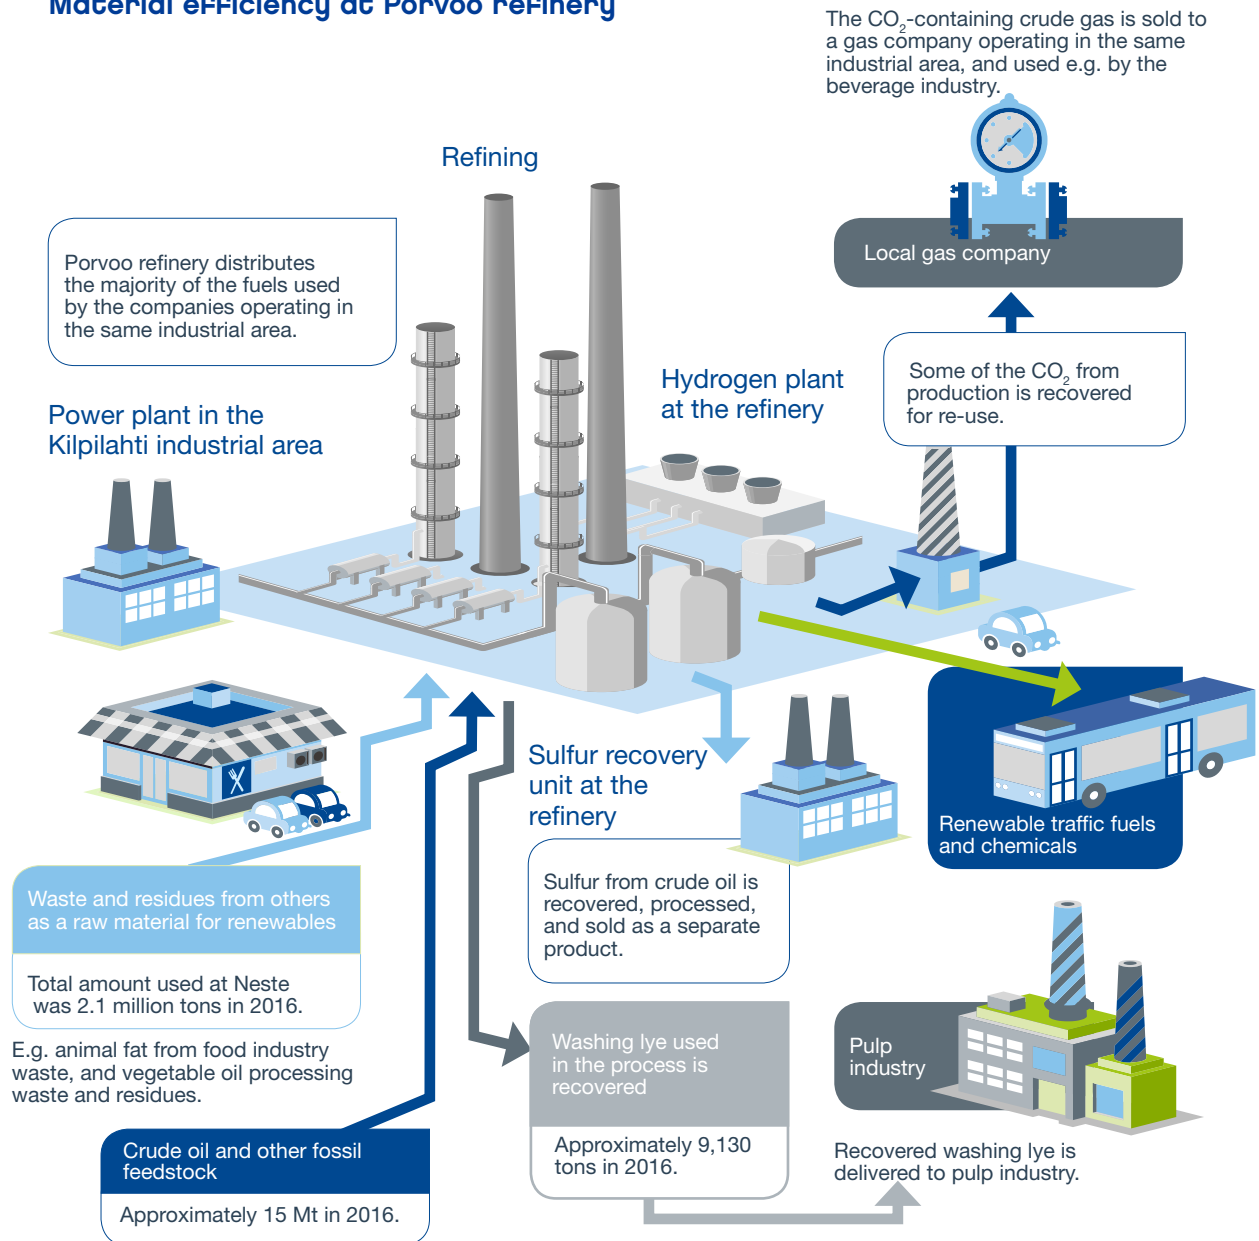 Material efficiency at Porvoo refinery
The CO₂-containing crude gas is sold to
a gas company operating in the same
industrial area, and used e.g. by the
beverage industry.
Refining
Porvoo refinery distributes
the majority of the fuels used
by the companies operating in
the same industrial area.
Local gas company
Hydrogen plant
at the refinery
Some of the CO₂ from
production is recovered
for re-use.
Power plant in the
Kilpilahti industrial area
Sulfur recovery
unit at the
refinery
Sulfur from crude oil is
recovered, processed,
and sold as a separate
product.
Renewable traffic fuels
and chemicals
Waste and residues from others
as a raw material for renewables
Total amount used at Neste
was 2.1 million tons in 2016.
E.g. animal fat from food industry
waste, and vegetable oil processing
waste and residues.
Washing lye used
in the process is
recovered
Approximately 9,130
tons in 2016.
Pulp
industry
Recovered washing lye is
delivered to pulp industry.
Crude oil and other fossil
feedstock
Approximately 15 Mt in 2016.